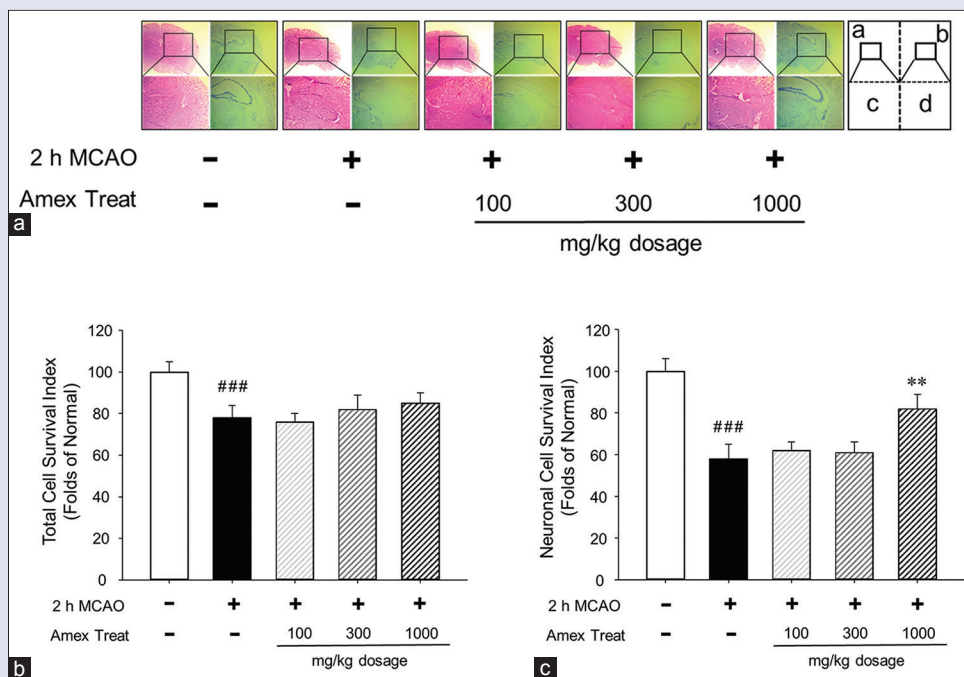 a b
c d
2 h MCAO - + + + +
Amex Treat - - 100 300 1000
mg/kg dosage
a
Total Cell Survival Index
(Folds of Normal)
120
100
80
60
40
20
0
###
2 h MCAO - + + + +
Amex Treat - - 100 300 1000
mg/kg dosage
b
Neuronal Cell Survival Index
(Folds of Normal)
120
100
80
60
40
20
0
###
**
2 h MCAO - + + + +
Amex Treat - - 100 300 1000
mg/kg dosage
c